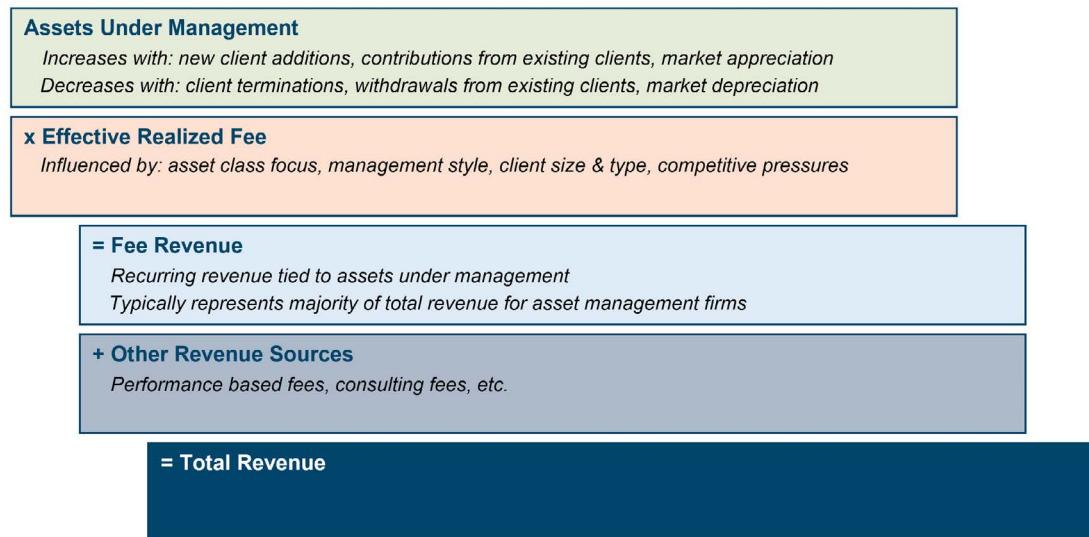 Assets Under Management
Increases with: new client additions, contributions from existing clients, market appreciation
Decreases with: client terminations, withdrawals from existing clients, market depreciation
x Effective Realized Fee
Influenced by: asset class focus, management style, client size & type, competitive pressures
= Fee Revenue
Recurring revenue tied to assets under management
Typically represents majority of total revenue for asset management firms
+ Other Revenue Sources
Performance based fees, consulting fees, etc.
= Total Revenue